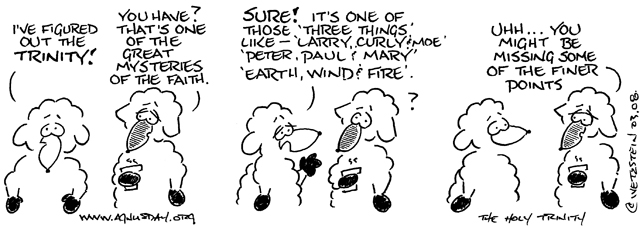 I'VE FIGURED
OUT THE
TRINITY!
YOU HAVE?
THAT'S ONE
OF THE
GREAT
MYSTERIES
OF THE FAITH.
SURE! IT'S ONE OF
THOSE 'THREE THINGS'
LIKE — 'LARRY, CURLY & MOE'
'PETER, PAUL & MARY'
'EARTH, WIND & FIRE'.
?
UHH... YOU
MIGHT BE
MISSING SOME
OF THE FINER
POINTS
WWW.AGNUSDAY.ORG
THE HOLY TRINITY
© WETZSTEIN 03.08